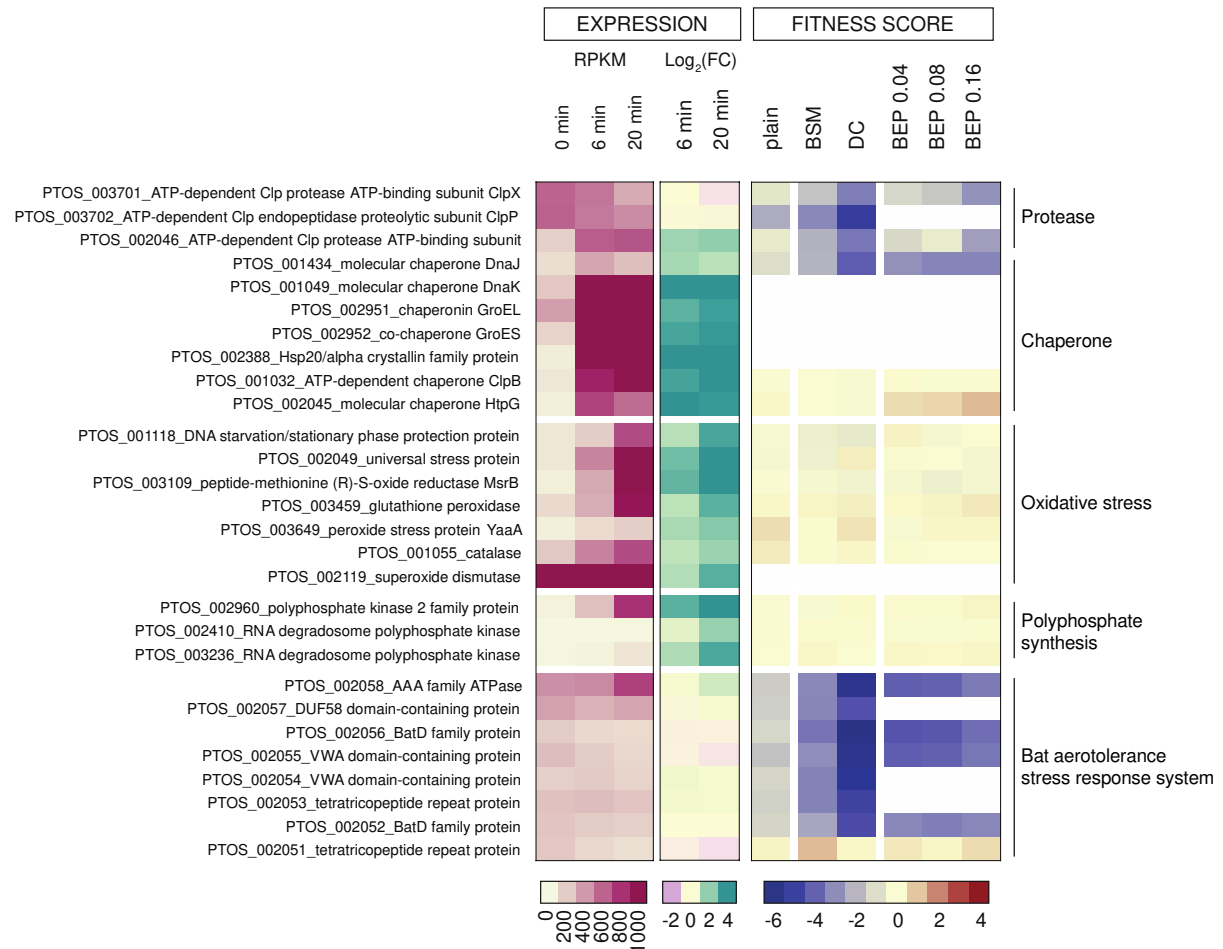 EXPRESSION
FITNESS SCORE
RPKM
Log2(FC)
0 min
6 min
20 min
6 min
20 min
plain
BSM
DC
BEP 0.04
BEP 0.08
BEP 0.16
PTOS_003701_ATP-dependent Clp protease ATP-binding subunit ClpX
PTOS_003702_ATP-dependent Clp endopeptidase proteolytic subunit ClpP
PTOS_002046_ATP-dependent Clp protease ATP-binding subunit
Protease
PTOS_001434_molecular chaperone DnaJ
PTOS_001049_molecular chaperone DnaK
PTOS_002951_chaperonin GroEL
PTOS_002952_co-chaperone GroES
PTOS_002388_Hsp20/alpha crystallin family protein
PTOS_001032_ATP-dependent chaperone ClpB
PTOS_002045_molecular chaperone HtpG
Chaperone
PTOS_001118_DNA starvation/stationary phase protection protein
PTOS_002049_universal stress protein
PTOS_003109_peptide-methionine (R)-S-oxide reductase MsrB
PTOS_003459_glutathione peroxidase
PTOS_003649_peroxide stress protein YaaA
PTOS_001055_catalase
PTOS_002119_superoxide dismutase
Oxidative stress
PTOS_002960_polyphosphate kinase 2 family protein
PTOS_002410_RNA degradosome polyphosphate kinase
PTOS_003236_RNA degradosome polyphosphate kinase
Polyphosphate
synthesis
PTOS_002058_AAA family ATPase
PTOS_002057_DUF58 domain-containing protein
PTOS_002056_BatD family protein
PTOS_002055_VWA domain-containing protein
PTOS_002054_VWA domain-containing protein
PTOS_002053_tetratricopeptide repeat protein
PTOS_002052_BatD family protein
PTOS_002051_tetratricopeptide repeat protein
Bat aerotolerance
stress response system
0
200
400
600
800
1000
-2 0 2 4
-6 -4 -2 0 2 4